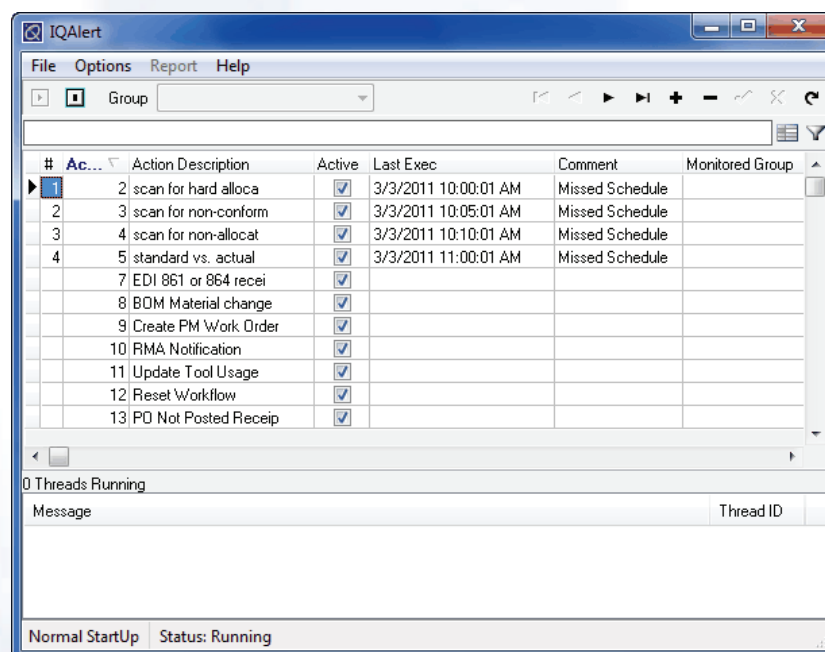 IQAlert
File Options Report Help
Group
# Ac... Action Description Active Last Exec Comment Monitored Group
1 2 scan for hard alloca 3/3/2011 10:00:01 AM Missed Schedule
2 3 scan for non-conform 3/3/2011 10:05:01 AM Missed Schedule
3 4 scan for non-allocat 3/3/2011 10:10:01 AM Missed Schedule
4 5 standard vs. actual 3/3/2011 11:00:01 AM Missed Schedule
7 EDI 861 or 864 recei
8 BOM Material change
9 Create PM Work Order
10 RMA Notification
11 Update Tool Usage
12 Reset Workflow
13 PO Not Posted Receip
0 Threads Running
Message Thread ID
Normal StartUp Status: Running